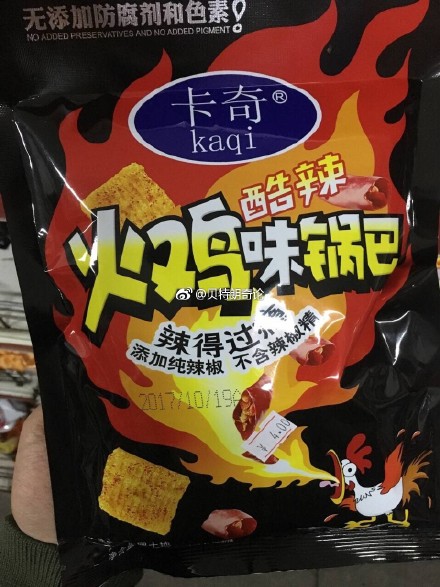 无添加防腐剂和色素!
NO ADDED PRESERVATIVES AND NO ADDED PIGMENT!
卡奇®
kaqi
酷辣
火鸡味锅巴
@贝特朗奇论
辣得过瘾
添加纯辣椒 不含辣椒精
2017/10/19
¥ 4.00